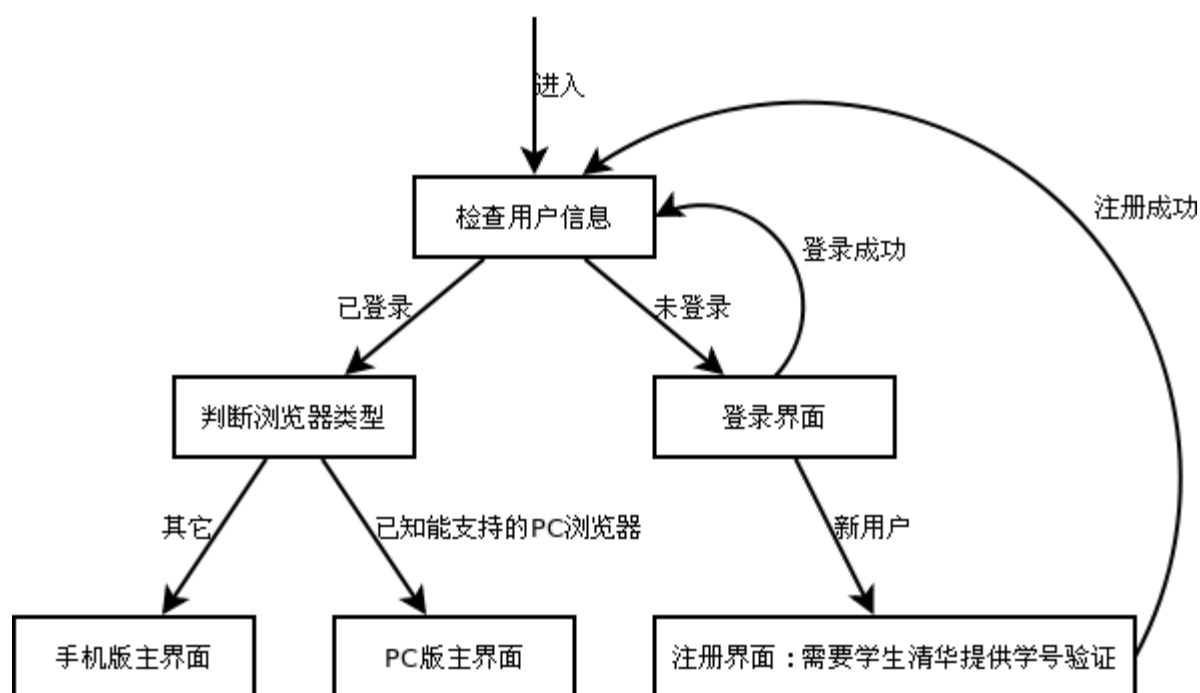 进入
检查用户信息
注册成功
登录成功
已登录
未登录
判断浏览器类型
登录界面
其它
已知能支持的PC浏览器
新用户
手机版主界面
PC版主界面
注册界面：需要学生清华提供学号验证